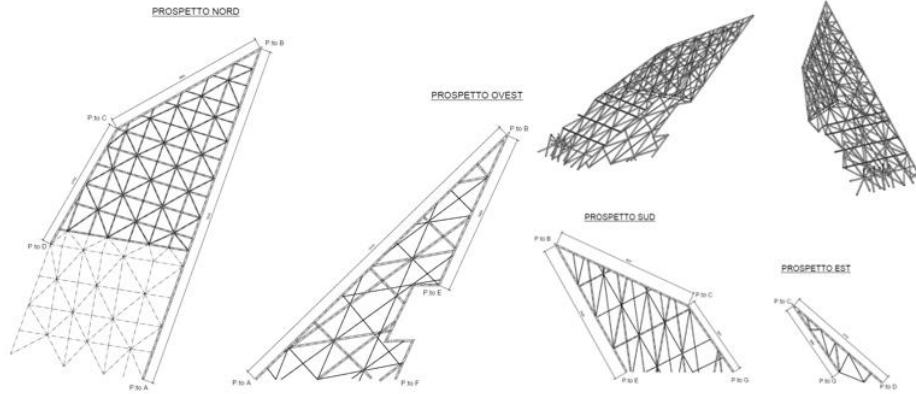 PROSPETTO NORD
P.to B
P.to C
P.to D
P.to A
PROSPETTO OVEST
P.to B
P.to E
P.to A
P.to F
PROSPETTO SUD
P.to B
P.to C
P.to E
P.to G
PROSPETTO EST
P.to C
P.to G
P.to D